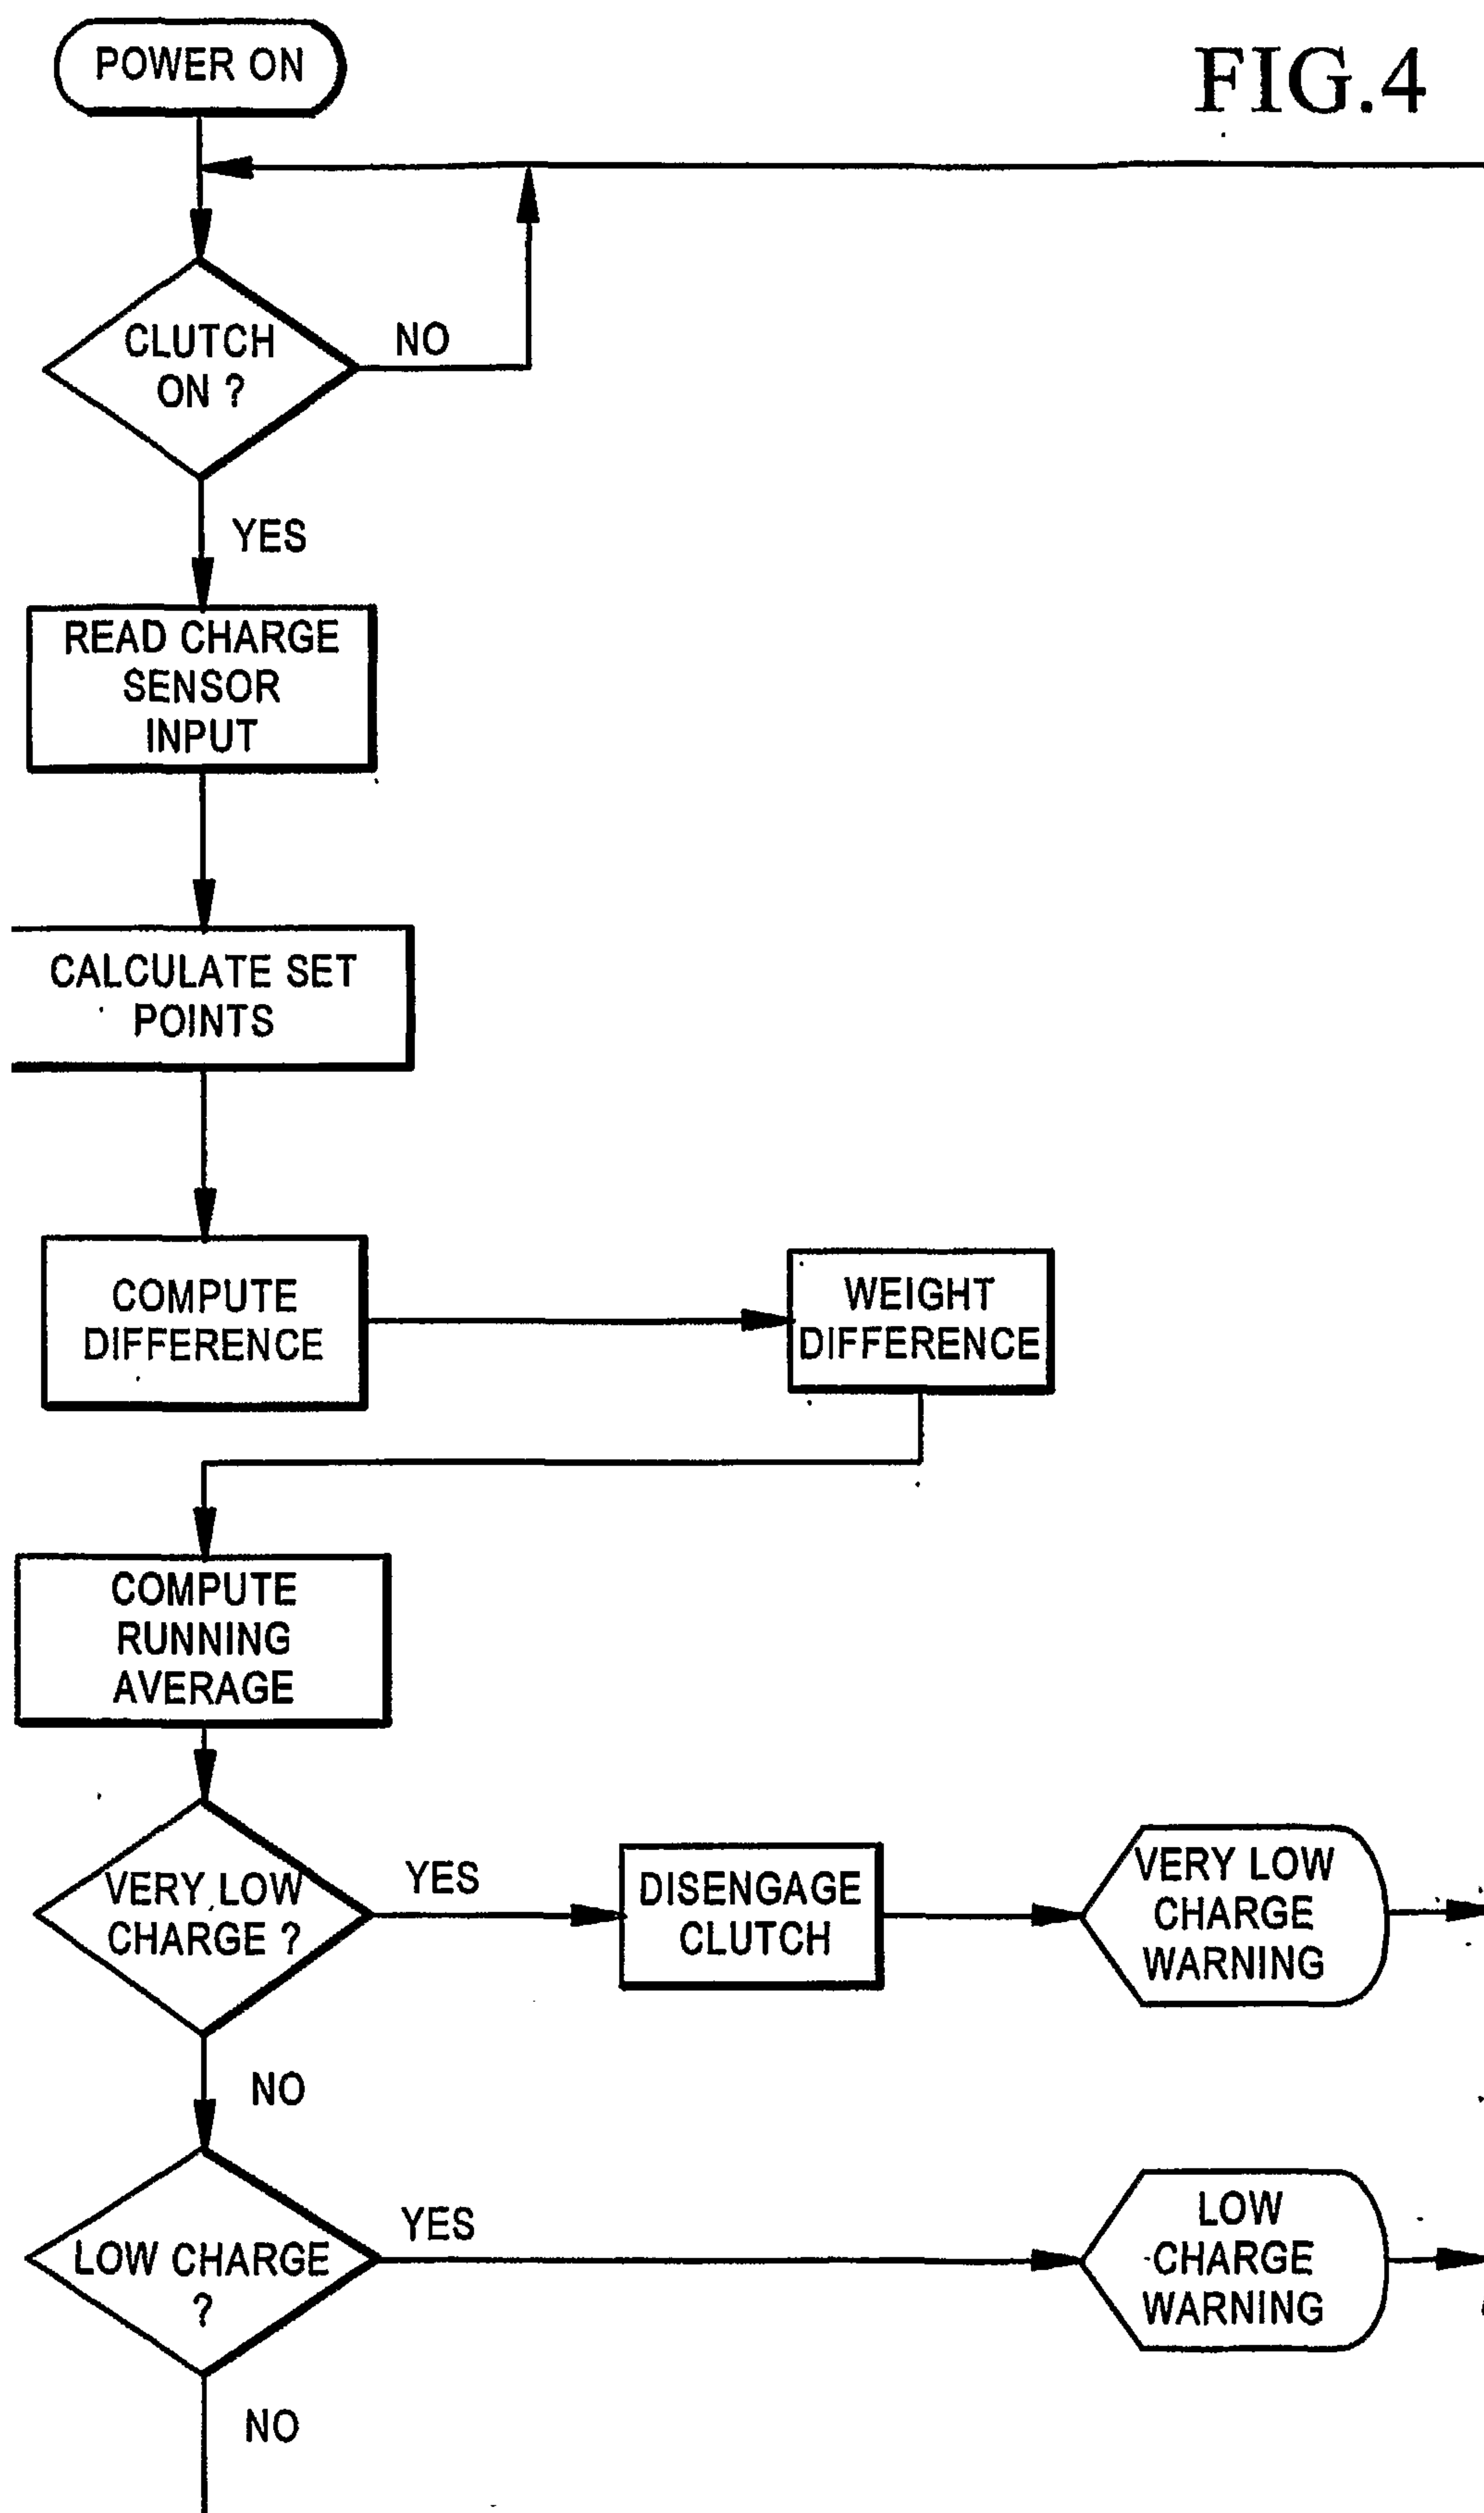 POWER ON
FIG.4
CLUTCH
ON ?
NO
YES
READ CHARGE
SENSOR
INPUT
CALCULATE SET
POINTS
COMPUTE
DIFFERENCE
WEIGHT
DIFFERENCE
COMPUTE
RUNNING
AVERAGE
VERY LOW
CHARGE ?
YES
DISENGAGE
CLUTCH
VERY LOW
CHARGE
WARNING
NO
LOW CHARGE
?
YES
LOW
CHARGE
WARNING
NO